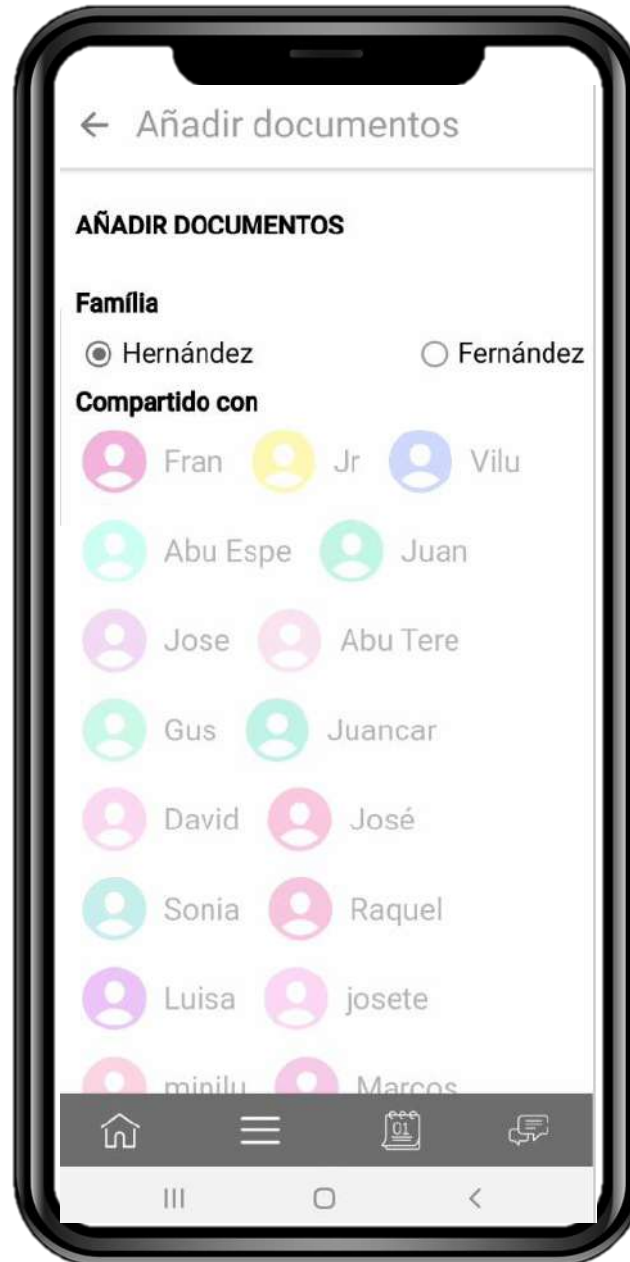 Añadir documentos
AÑADIR DOCUMENTOS
Família
Hernández Fernández
Compartido con
Fran Jr Vilu
Abu Espe Juan
Jose Abu Tere
Gus Juancar
David José
Sonia Raquel
Luisa josete
minilu Marcos
01